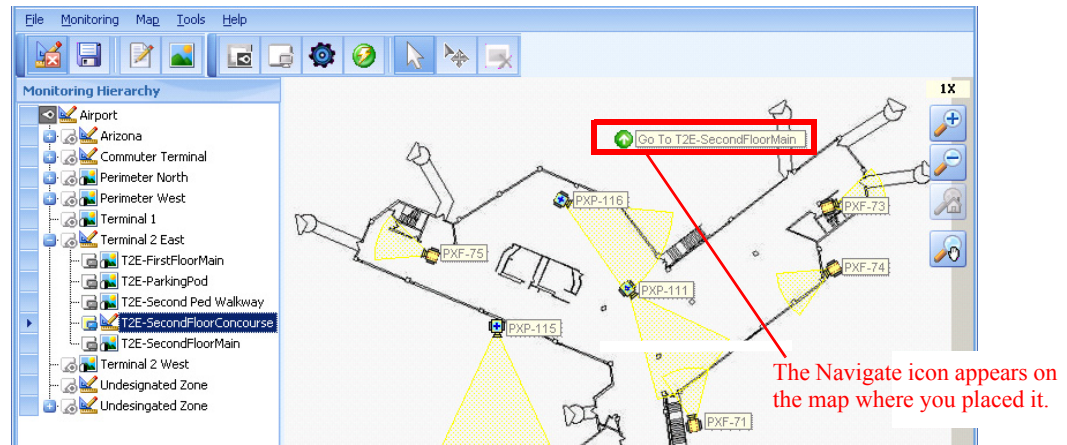 File Monitoring Map Tools Help
Monitoring Hierarchy
Airport
Arizona
Commuter Terminal
Perimeter North
Perimeter West
Terminal 1
Terminal 2 East
T2E-FirstFloorMain
T2E-ParkingPod
T2E-Second Ped Walkway
T2E-SecondFloorConcourse
T2E-SecondFloorMain
Terminal 2 West
Undesignated Zone
Undesingated Zone
1X
Go To T2E-SecondFloorMain
PXP-116
PXF-73
PXF-75
PXF-74
PXP-111
PXP-115
PXF-71
The Navigate icon appears on
the map where you placed it.